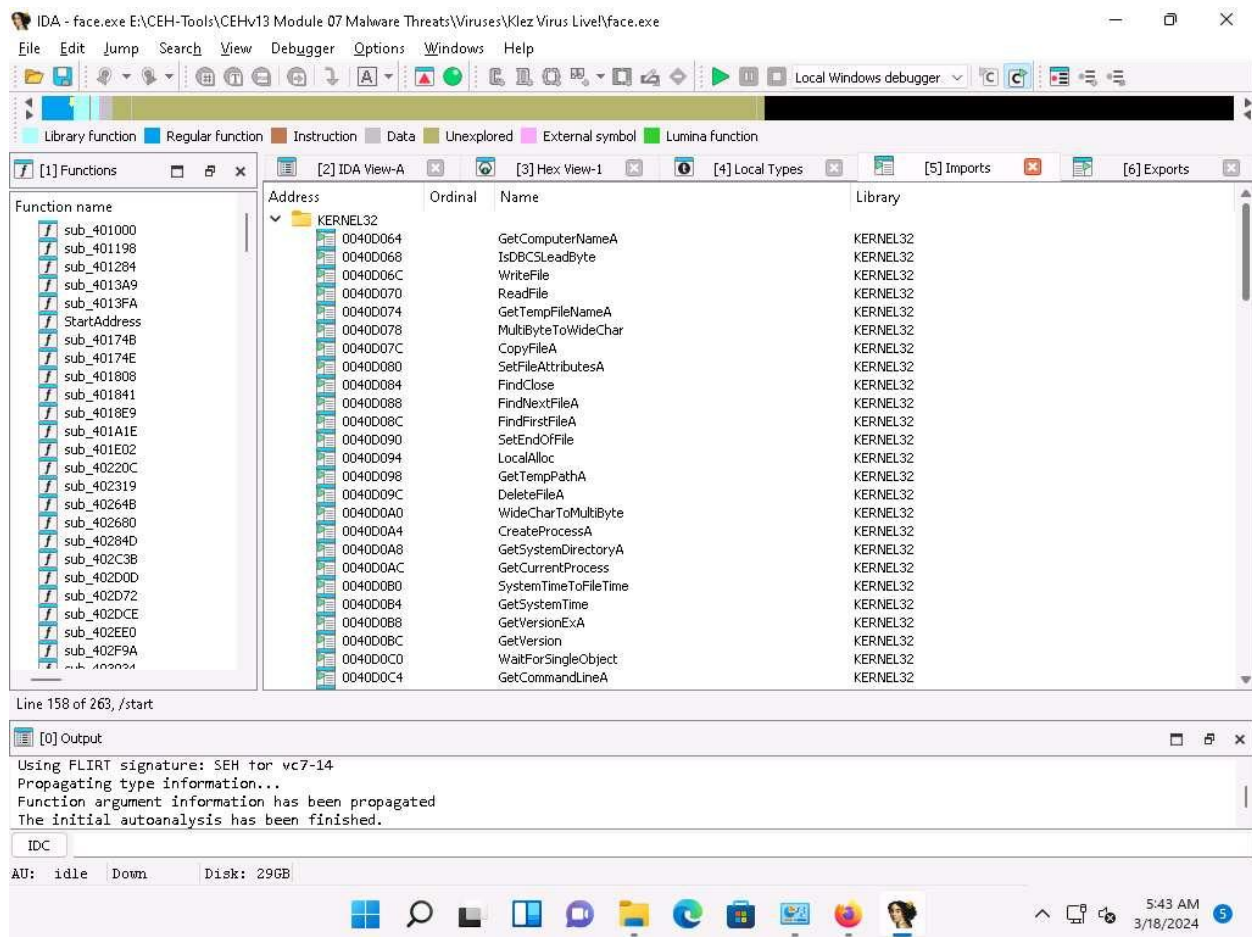 IDA - face.exe E:\CEH-Tools\CEHv13 Module 07 Malware Threats\Viruses\Klez Virus Live!\face.exe
File Edit Jump Search View Debugger Options Windows Help
Local Windows debugger
Library function Regular function Instruction Data Unexplored External symbol Lumina function
[1] Functions [2] IDA View-A [3] Hex View-1 [4] Local Types [5] Imports [6] Exports
Function name
sub_401000
sub_401198
sub_401284
sub_4013A9
sub_4013FA
StartAddress
sub_40174B
sub_40174E
sub_401808
sub_401841
sub_4018E9
sub_401A1E
sub_401E02
sub_40220C
sub_402319
sub_40264B
sub_402680
sub_40284D
sub_402C3B
sub_402D0D
sub_402D72
sub_402DCE
sub_402EE0
sub_402F9A
Address Ordinal Name Library
KERNEL32
0040D064 GetComputerNameA KERNEL32
0040D068 IsDBCSLeadByte KERNEL32
0040D06C WriteFile KERNEL32
0040D070 ReadFile KERNEL32
0040D074 GetTempFileNameA KERNEL32
0040D078 MultiByteToWideChar KERNEL32
0040D07C CopyFileA KERNEL32
0040D080 SetFileAttributesA KERNEL32
0040D084 FindClose KERNEL32
0040D088 FindNextFileA KERNEL32
0040D08C FindFirstFileA KERNEL32
0040D090 SetEndOfFile KERNEL32
0040D094 LocalAlloc KERNEL32
0040D098 GetTempPathA KERNEL32
0040D09C DeleteFileA KERNEL32
0040D0A0 WideCharToMultiByte KERNEL32
0040D0A4 CreateProcessA KERNEL32
0040D0A8 GetSystemDirectoryA KERNEL32
0040D0AC GetCurrentProcess KERNEL32
0040D0B0 SystemTimeToFileTime KERNEL32
0040D0B4 GetSystemTime KERNEL32
0040D0B8 GetVersionExA KERNEL32
0040D0BC GetVersion KERNEL32
0040D0C0 WaitForSingleObject KERNEL32
0040D0C4 GetCommandLineA KERNEL32
Line 158 of 263, /start
[0] Output
Using FLIRT signature: SEH for vc7-14
Propagating type information...
Function argument information has been propagated
The initial autoanalysis has been finished.
IDC
AU: idle Down Disk: 29GB
5:43 AM
3/18/2024
5